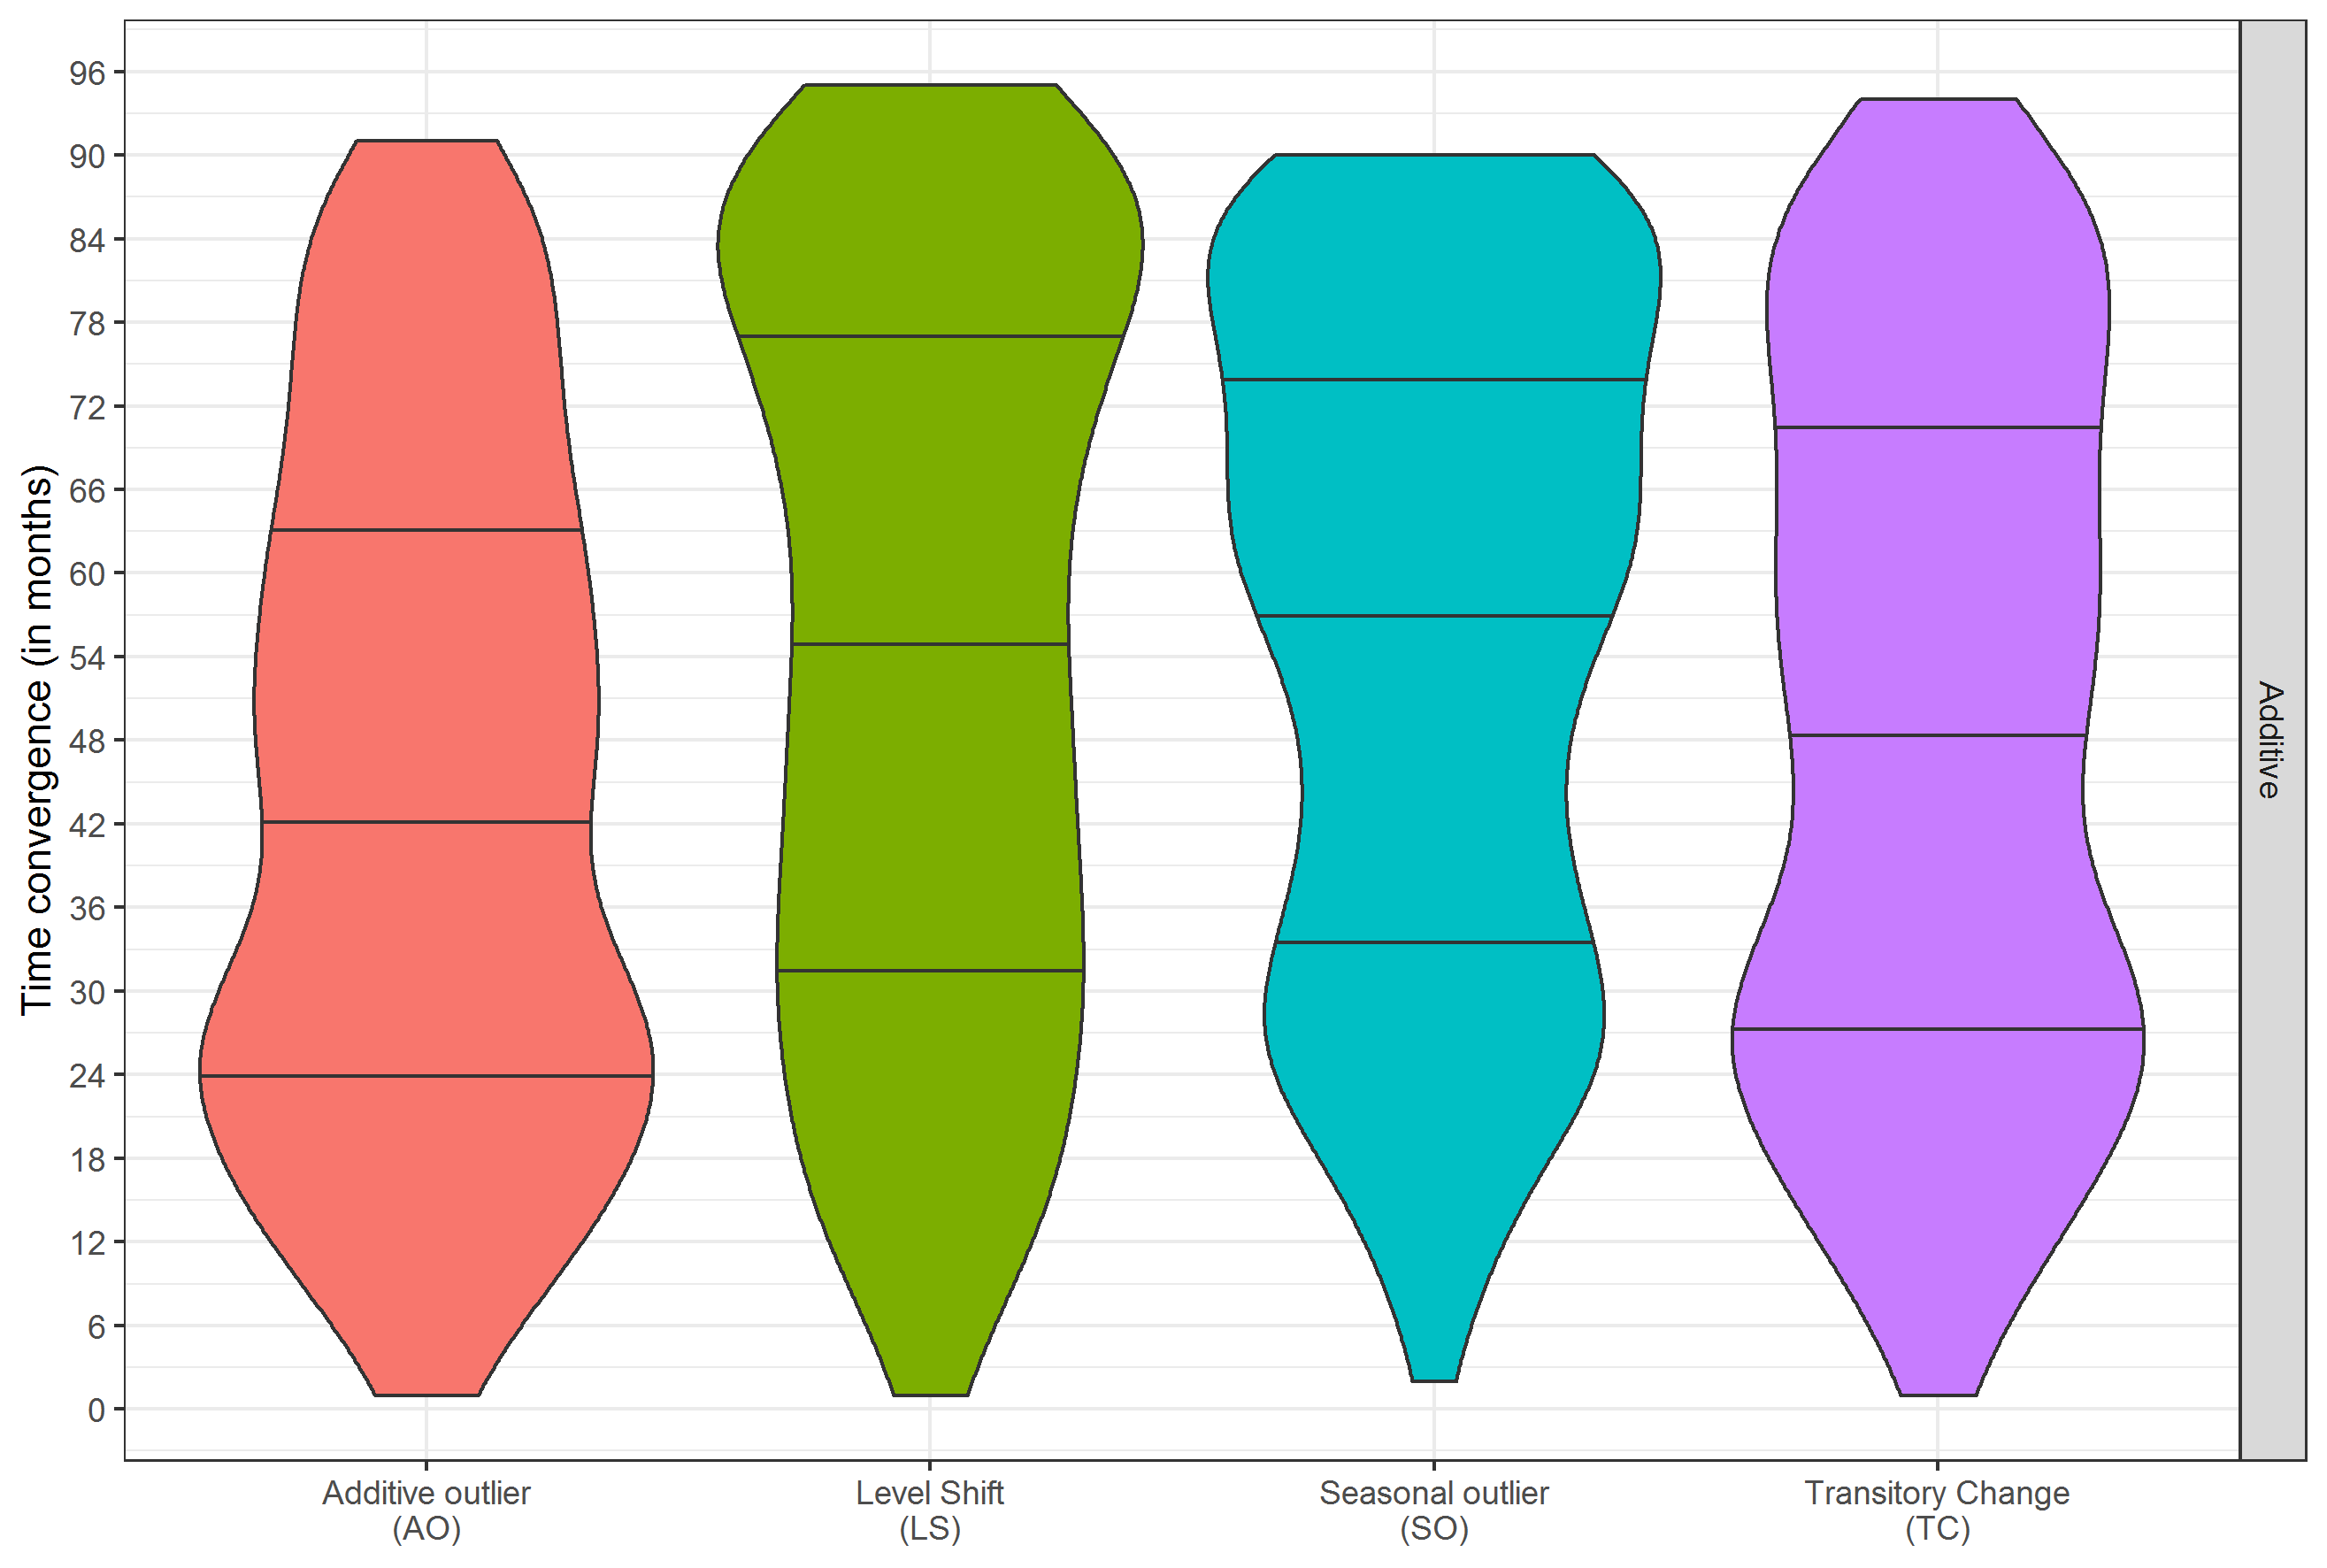 Time convergence (in months)
96
90
84
78
72
66
60
54
48
42
36
30
24
18
12
6
0
Additive
Additive outlier
(AO)
Level Shift
(LS)
Seasonal outlier
(SO)
Transitory Change
(TC)